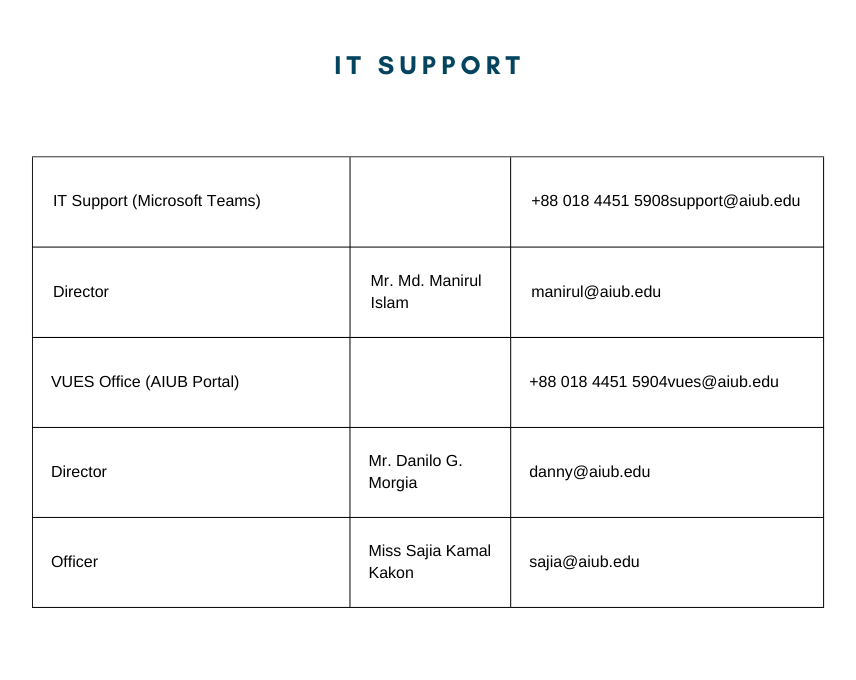 IT SUPPORT
IT Support (Microsoft Teams)
+88 018 4451 5908support@aiub.edu
Director
Mr. Md. Manirul
Islam
manirul@aiub.edu
VUES Office (AIUB Portal)
+88 018 4451 5904vues@aiub.edu
Director
Mr. Danilo G.
Morgia
danny@aiub.edu
Officer
Miss Sajia Kamal
Kakon
sajia@aiub.edu